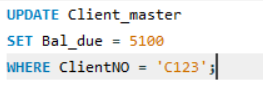 UPDATE Client_master
SET Bal_due = 5100
WHERE ClientNO = 'C123';